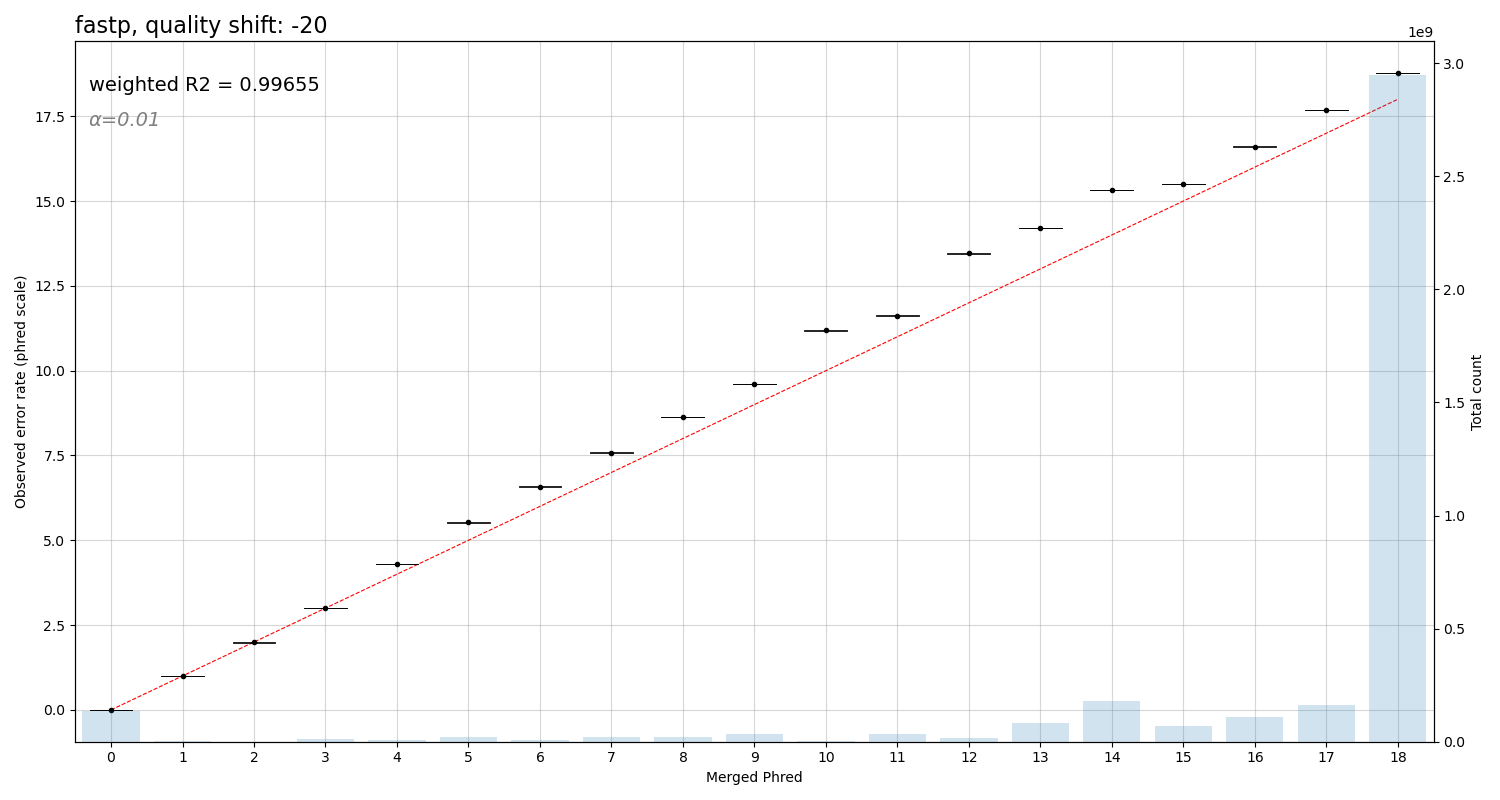 fastp, quality shift: -20
1e9
weighted R2 = 0.99655
α=0.01
Observed error rate (phred scale)
17.5
15.0
12.5
10.0
7.5
5.0
2.5
0.0
3.0
2.5
2.0
1.5
1.0
0.5
0.0
Total count
0 1 2 3 4 5 6 7 8 9 10 11 12 13 14 15 16 17 18
Merged Phred